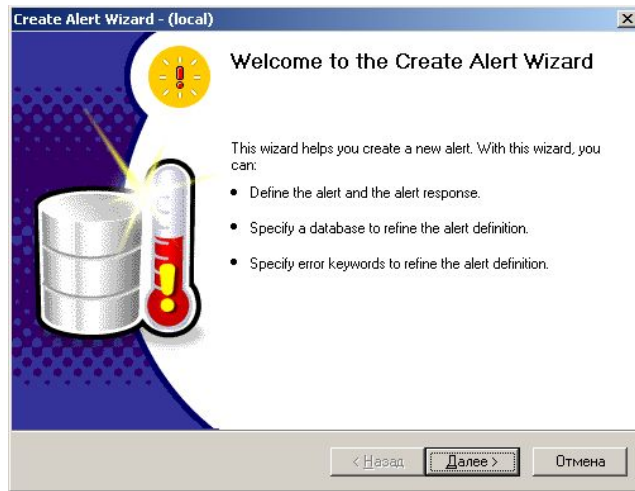 Create Alert Wizard - (local)
Welcome to the Create Alert Wizard
This wizard helps you create a new alert. With this wizard, you
can:
• Define the alert and the alert response.
• Specify a database to refine the alert definition.
• Specify error keywords to refine the alert definition.
< Назад
Далее >
Отмена